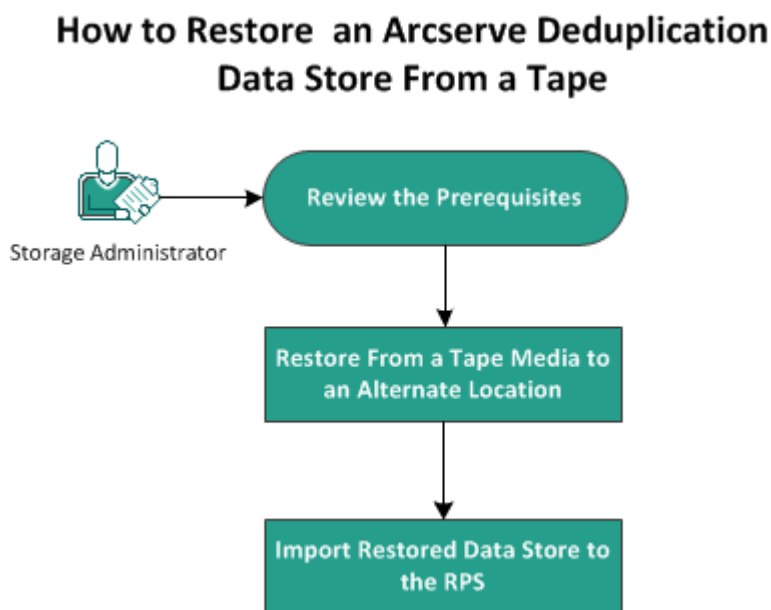 How to Restore an Arcserve Deduplication
Data Store From a Tape
Review the Prerequisites
Storage Administrator
Restore From a Tape Media to
an Alternate Location
Import Restored Data Store to
the RPS